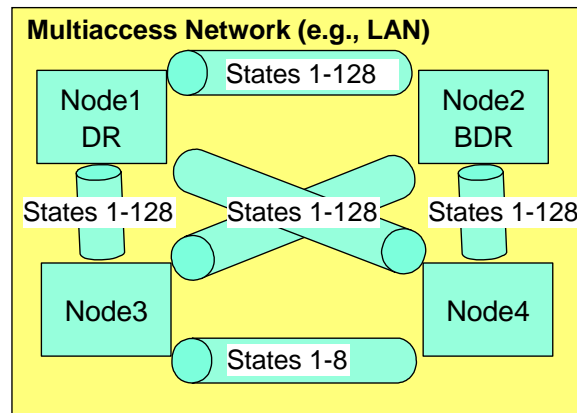 Multiaccess Network (e.g., LAN)
States 1-128
Node1
DR
Node2
BDR
States 1-128
States 1-128
States 1-128
Node3
Node4
States 1-8